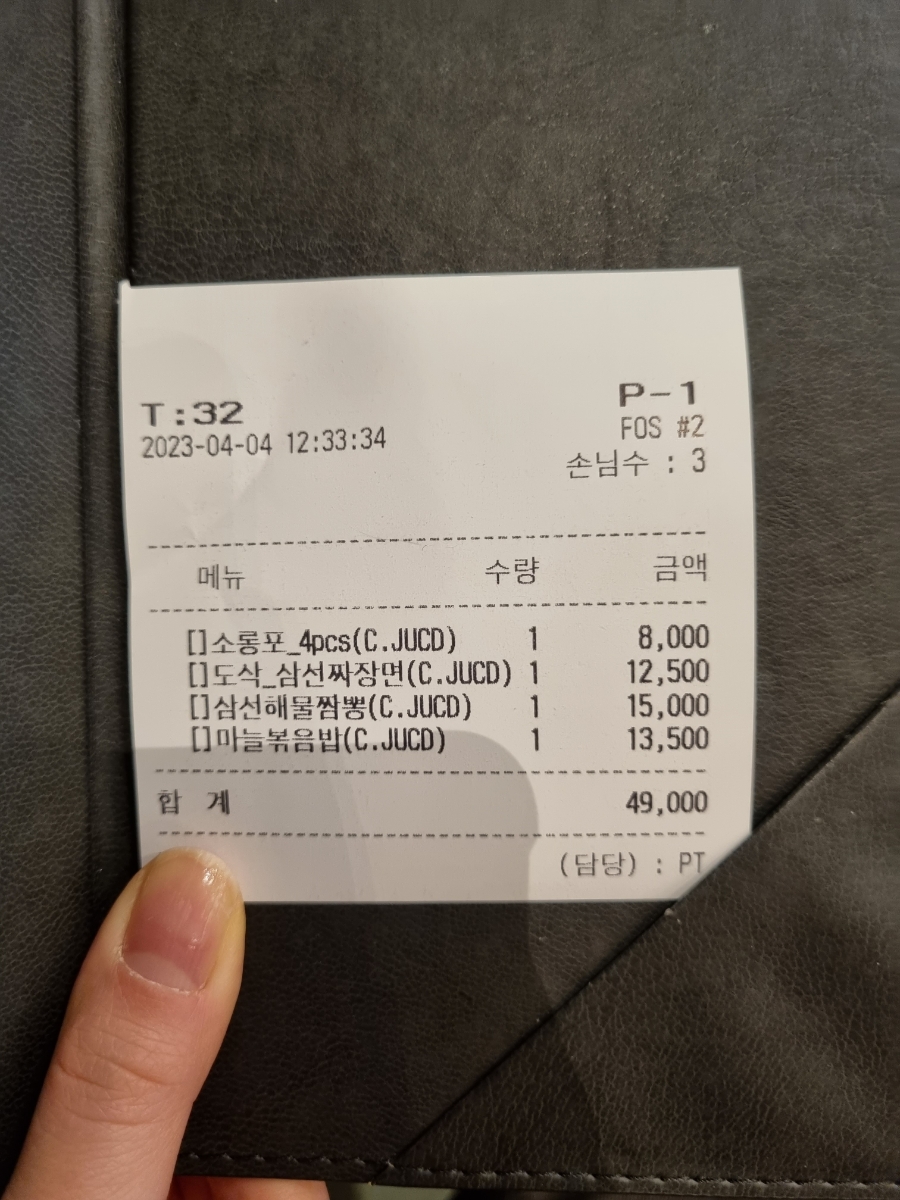 T:32 P-1
2023-04-04 12:33:34 FOS #2
손님수 : 3
메뉴 수량 금액
[]소롱포_4pcs(C.JUCD) 1 8,000
[]도삭_삼선짜장면(C.JUCD) 1 12,500
[]삼선해물짬뽕(C.JUCD) 1 15,000
[]마늘볶음밥(C.JUCD) 1 13,500
합 계 49,000
(담당) : PT